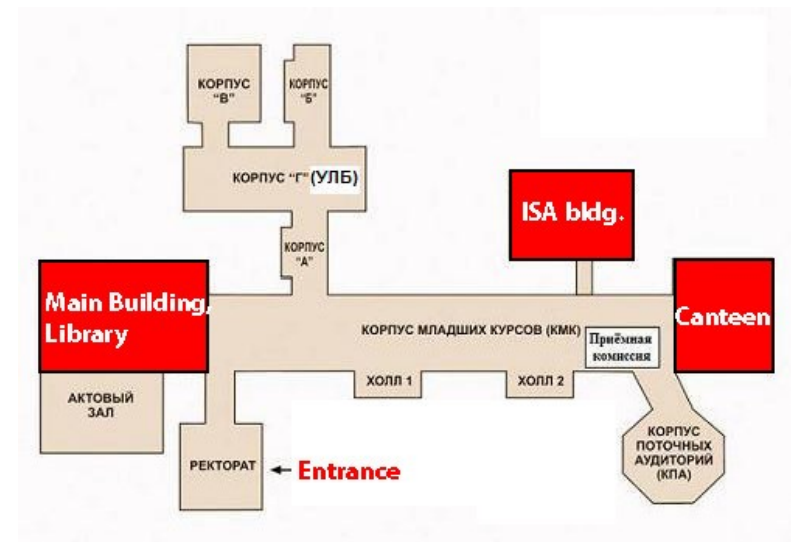 КОРПУС
"В"
КОРПУС
"Б"
КОРПУС "Г" (УЛБ)
ISA bldg.
КОРПУС
"А"
Main Building,
Library
Canteen
КОРПУС МЛАДШИХ КУРСОВ (КМК)
Приёмная
комиссия
ХОЛЛ 1
ХОЛЛ 2
АКТОВЫЙ
ЗАЛ
КОРПУС
ПОТОЧНЫХ
АУДИТОРИЙ
(КПА)
РЕКТОРАТ
← Entrance